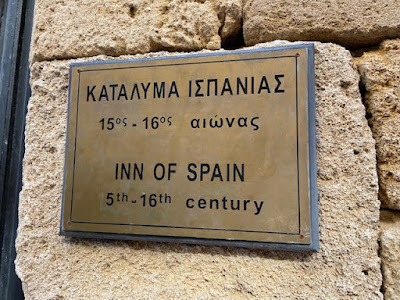 ΚΑΤΑΛΥΜΑ ΙΣΠΑΝΙΑΣ
15ος - 16ος αιώνας
INN OF SPAIN
5th - 16th century